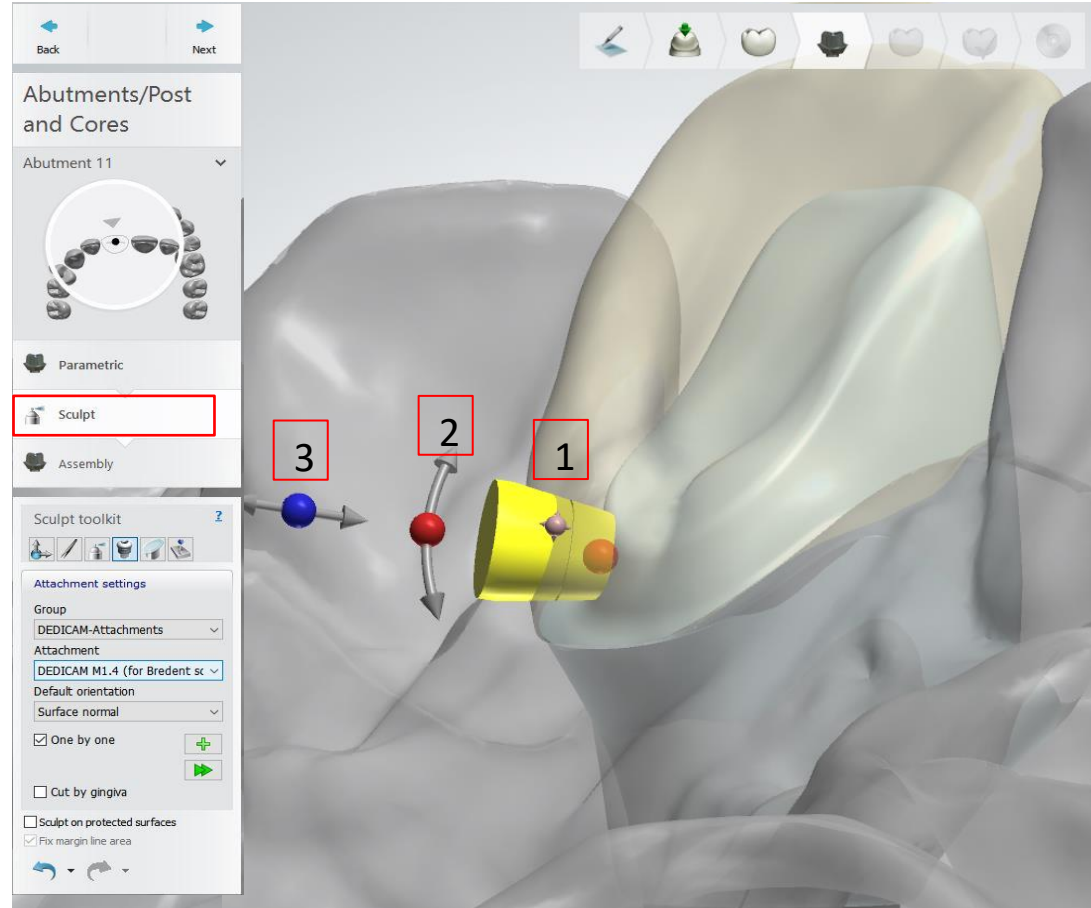 Back
Next
Abutments/Post
and Cores
Abutment 11
Parametric
Sculpt
Assembly
Sculpt toolkit ?
Attachment settings
Group
DEDICAM-Attachments
Attachment
DEDICAM M1.4 (for Bredent sc
Default orientation
Surface normal
One by one
Cut by gingiva
Sculpt on protected surfaces
Fix margin line area
3
2
1